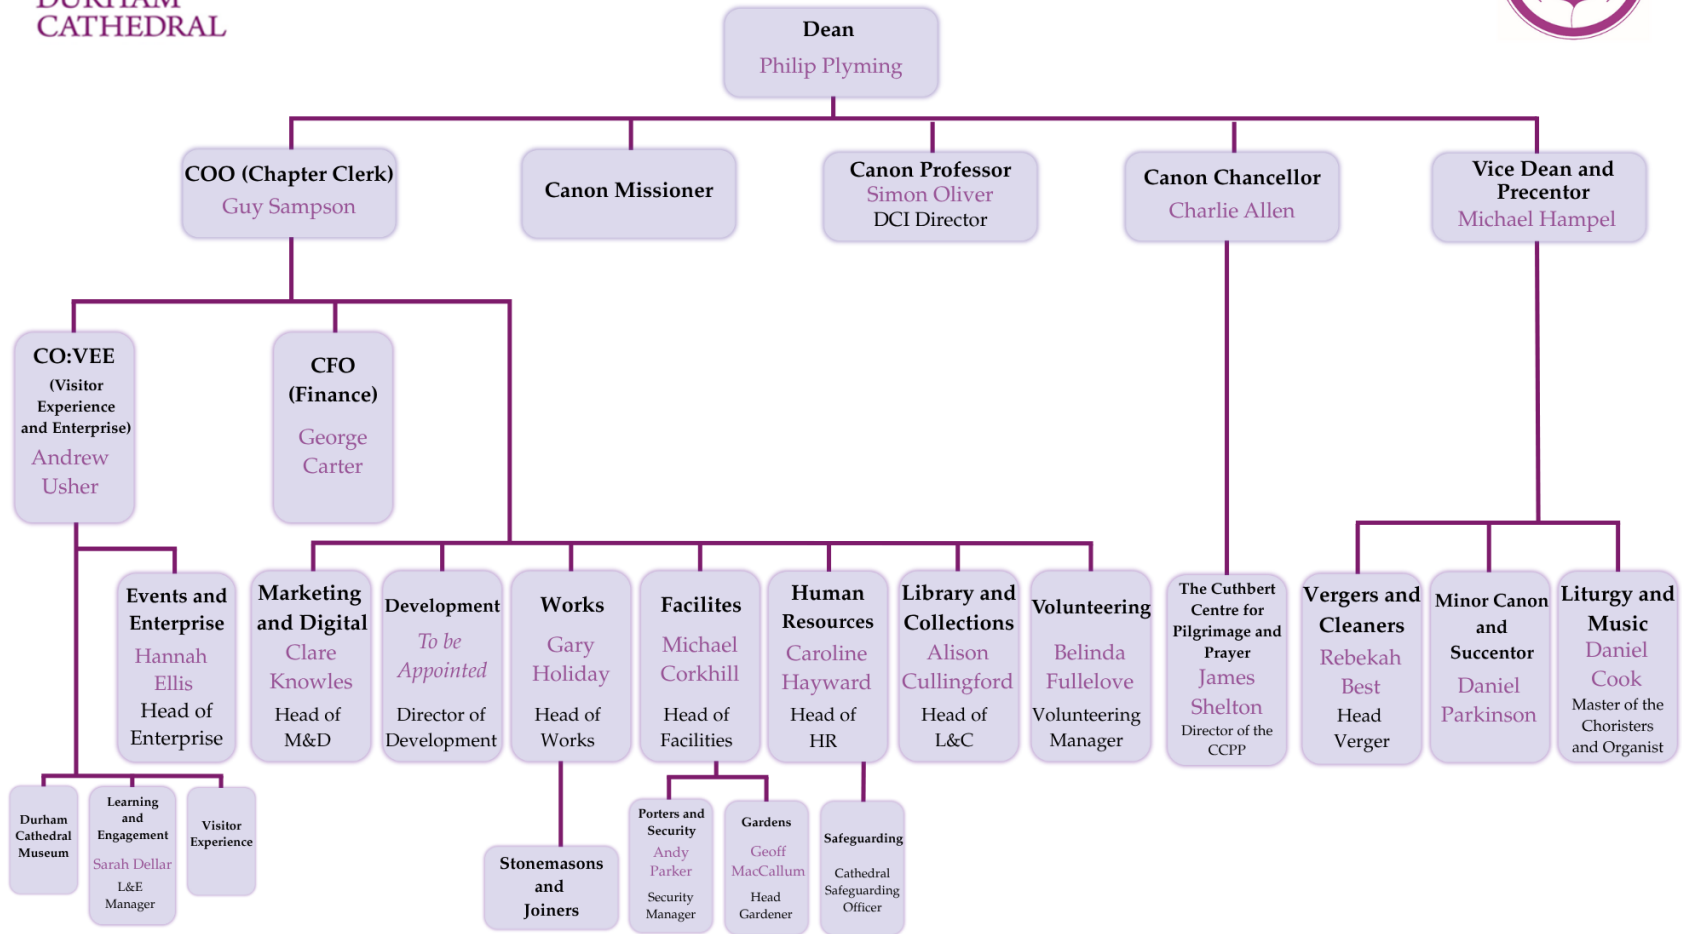 DURHAM
CATHEDRAL
Dean
Philip Plyming
COO (Chapter Clerk)
Guy Sampson
Canon Missioner
Canon Professor
Simon Oliver
DCI Director
Canon Chancellor
Charlie Allen
Vice Dean and
Precentor
Michael Hampel
CO:VEE
(Visitor
Experience
and Enterprise)
Andrew
Usher
CFO
(Finance)
George
Carter
Events and
Enterprise
Hannah
Ellis
Head of
Enterprise
Marketing
and Digital
Clare
Knowles
Head of
M&D
Development
To be
Appointed
Director of
Development
Works
Gary
Holiday
Head of
Works
Facilites
Michael
Corkhill
Head of
Facilities
Human
Resources
Caroline
Hayward
Head of
HR
Library and
Collections
Alison
Cullingford
Head of
L&C
Volunteering
Belinda
Fullelove
Volunteering
Manager
The Cuthbert
Centre for
Pilgrimage and
Prayer
James
Shelton
Director of the
CCPP
Vergers and
Cleaners
Rebekah
Best
Head
Verger
Minor Canon
and
Succentor
Daniel
Parkinson
Liturgy and
Music
Daniel
Cook
Master of the
Choristers
and Organist
Durham
Cathedral
Museum
Learning
and
Engagement
Sarah Dellar
L&E
Manager
Visitor
Experience
Stonemasons
and
Joiners
Porters and
Security
Andy
Parker
Security
Manager
Gardens
Geoff
MacCallum
Head
Gardener
Safeguarding
Cathedral
Safeguarding
Officer